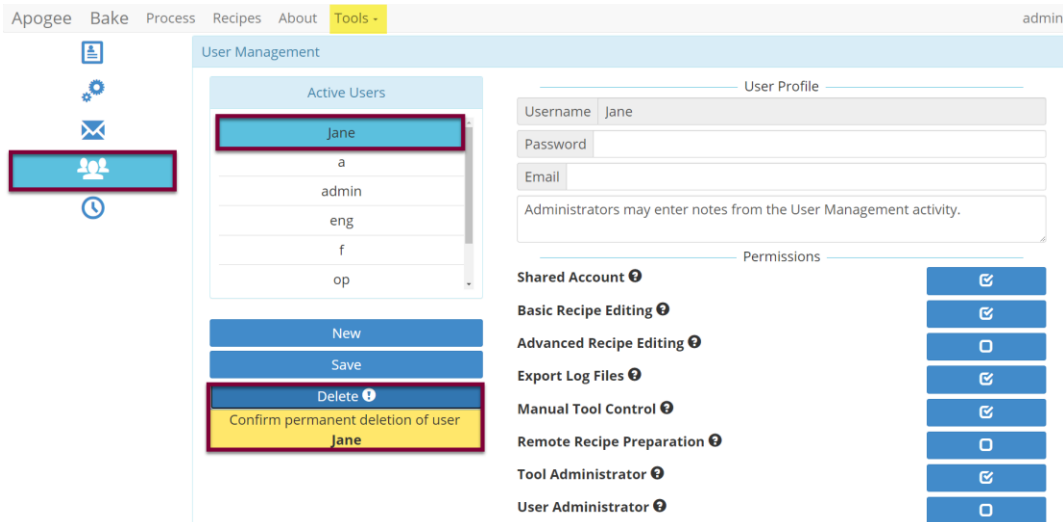 Apogee Bake Process Recipes About Tools admin
User Management
Active Users
Jane
a
admin
eng
f
op
New
Save
Delete
Confirm permanent deletion of user
Jane
User Profile
Username Jane
Password
Email
Administrators may enter notes from the User Management activity.
Permissions
Shared Account
Basic Recipe Editing
Advanced Recipe Editing
Export Log Files
Manual Tool Control
Remote Recipe Preparation
Tool Administrator
User Administrator